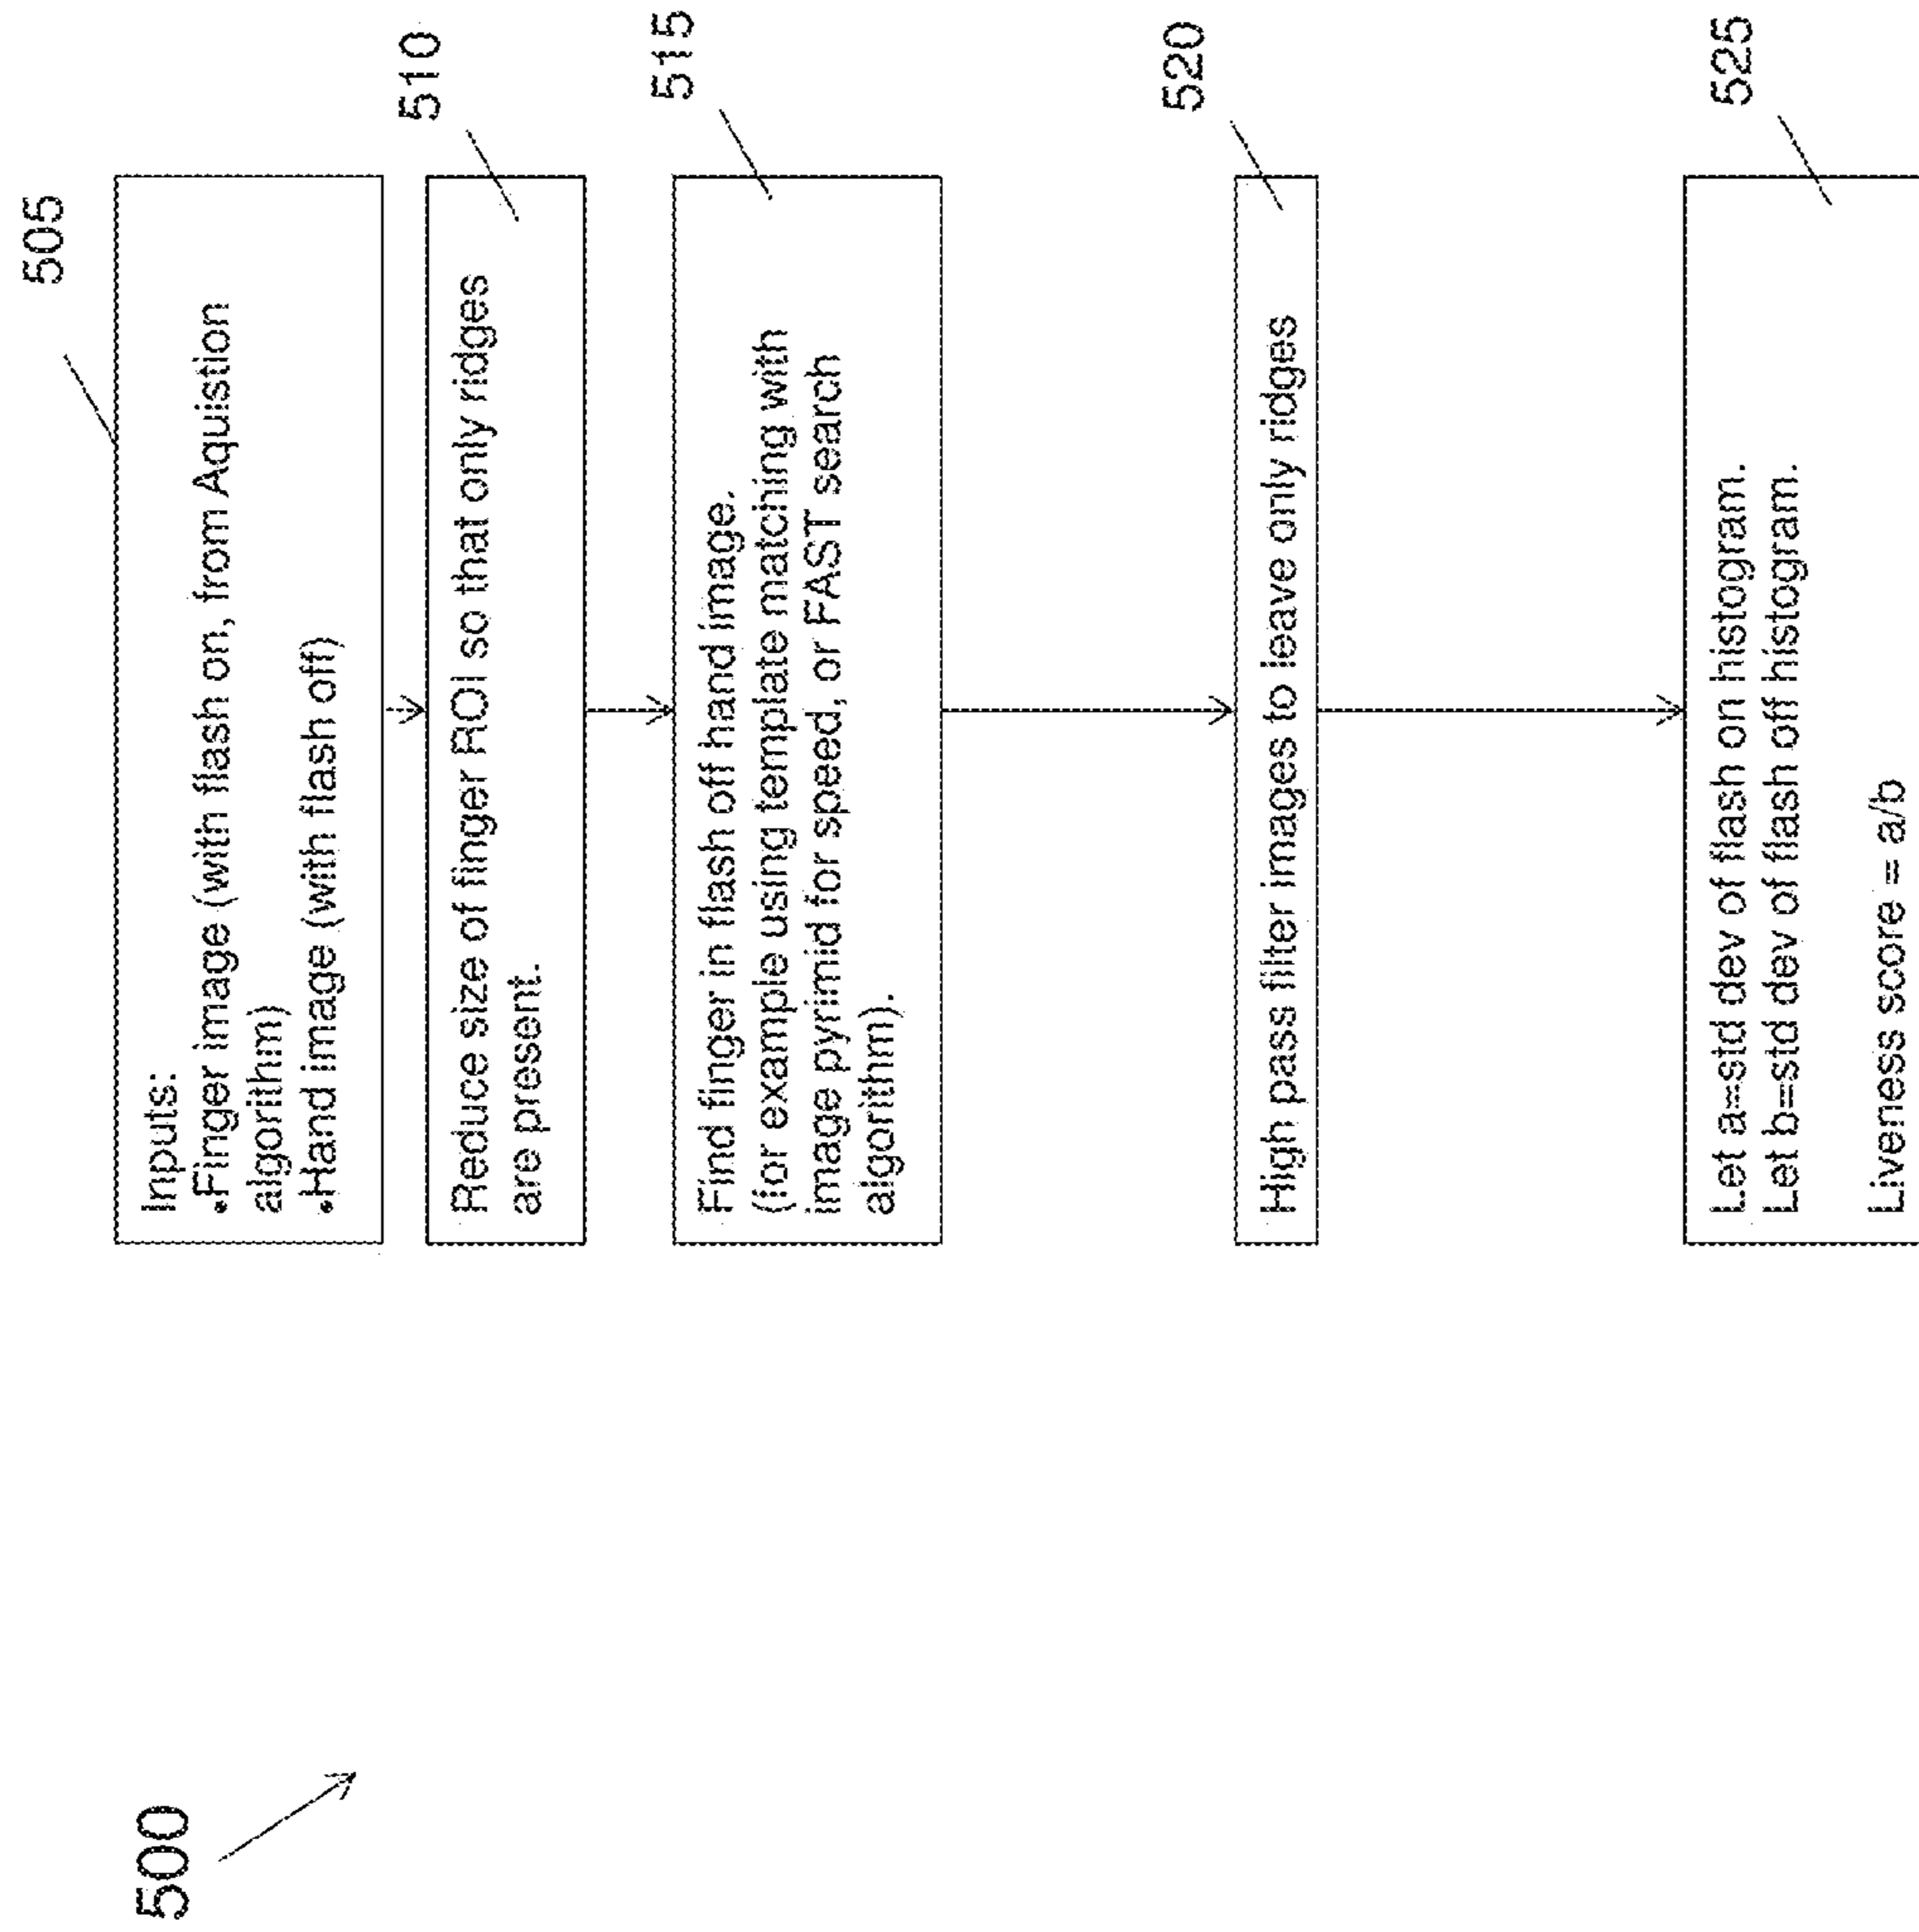 500
505
Inputs:
•Finger image (with flash on, from Aquistion
algorithm)
•Hand image (with flash off)
510
Reduce size of finger ROI so that only ridges
are present.
515
Find finger in flash off hand image.
(for example using template matching with
image pyrimid for speed, or FAST search
algorithm).
520
High pass filter images to leave only ridges
525
Let a=std dev of flash on histogram.
Let b=std dev of flash off histogram.
Liveness score = a/b